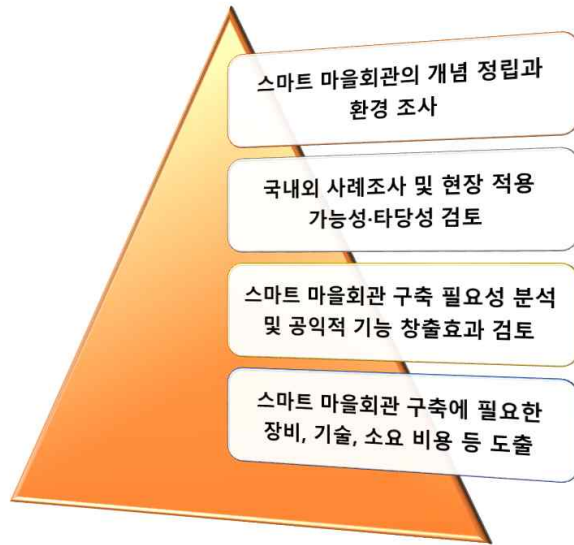 스마트 마을회관의 개념 정립과
환경 조사
국내외 사례조사 및 현장 적용
가능성·타당성 검토
스마트 마을회관 구축 필요성 분석
및 공익적 기능 창출효과 검토
스마트 마을회관 구축에 필요한
장비, 기술, 소요 비용 등 도출